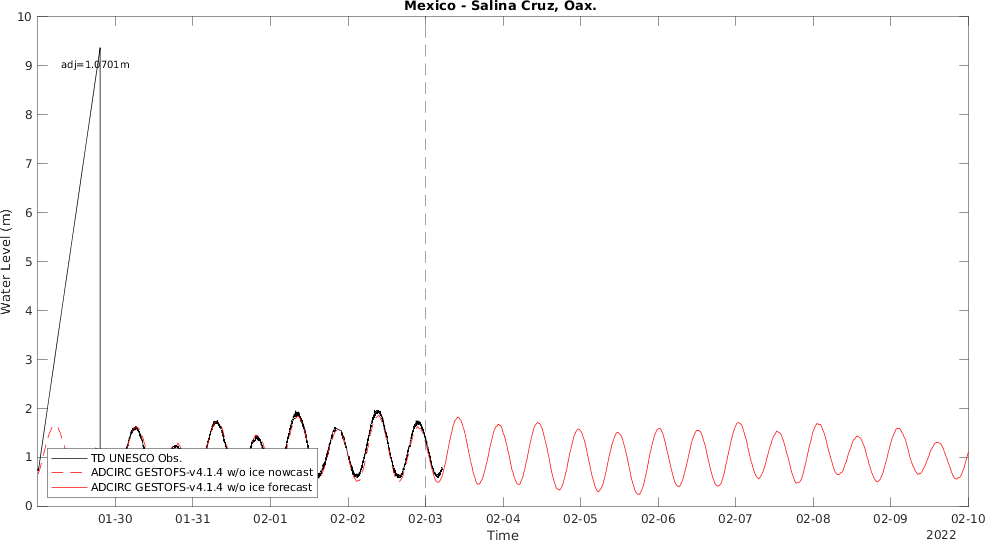 Mexico - Salina Cruz, Oax.
10
9
8
7
6
5
4
3
2
1
0
Water Level (m)
adj=1.0701m
TD UNESCO Obs.
ADCIRC GESTOFS-v4.1.4 w/o ice nowcast
ADCIRC GESTOFS-v4.1.4 w/o ice forecast
01-30 01-31 02-01 02-02 02-03 02-04 02-05 02-06 02-07 02-08 02-09 02-10
Time
2022